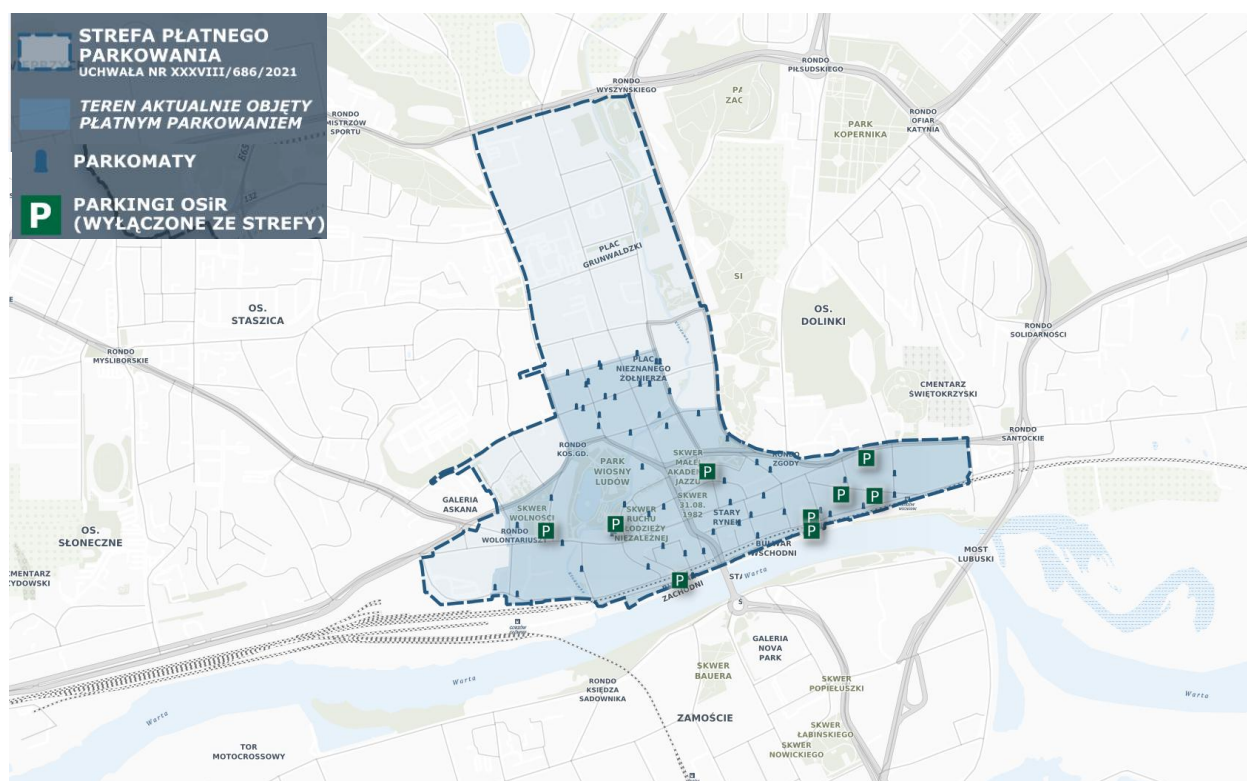 STREFA PŁATNEGO
PARKOWANIA
UCHWAŁA NR XXXVIII/686/2021
TEREN AKTUALNIE OBJĘTY
PŁATNYM PARKOWANIEM
PARKOMATY
P
PARKINGI OSiR
(WYŁĄCZONE ZE STREFY)
RONDO
MISTRZÓW
SPORTU
E65
132
RONDO
WYSZYŃSKIEGO
RONDO
PIŁSUDSKIEGO
RONDO
OFIAR
KATYNIA
PARK
KOPERNIKA
PLAC
GRUNWALDZKI
OS.
STASZICA
OS.
DOLINKI
RONDO
SOLIDARNOŚCI
RONDO
MYŚLIBORSKIE
PLAC
NIEZNANEGO
ŻOŁNIERZA
CMENTARZ
ŚWIĘTOKRZYSKI
RONDO
SANTOCKIE
RONDO
KOS.GD.
SKWER
MAŁEJ
AKADEMII
JAZZU
RONDO
ZGODY
P
P
PARK
WIOSNY
LUDÓW
GALERIA
ASKANA
SKWER
WOLNOŚCI
SKWER
31.08.
1982
P
P
SKWER
RUCHU
MŁODZIEŻY
NIEZALEŻNEJ
STARY
RYNEK
P
P
P
P
OS.
SŁONECZNE
RONDO
WOLONTARIUSZY
BULWAR
WSCHODNI
MOST
LUBUSKI
P
ZACHODNI
Warta
GALERIA
NOVA
PARK
SKWER
BAUERA
SKWER
POPIEŁUSZKI
RONDO
KSIĘDZA
SADOWNIKA
Warta
Warta
Warta
ZAMOŚCIE
SKWER
ŁABIŃSKIEGO
SKWER
NOWICKIEGO
TOR
MOTOCROSSOWY